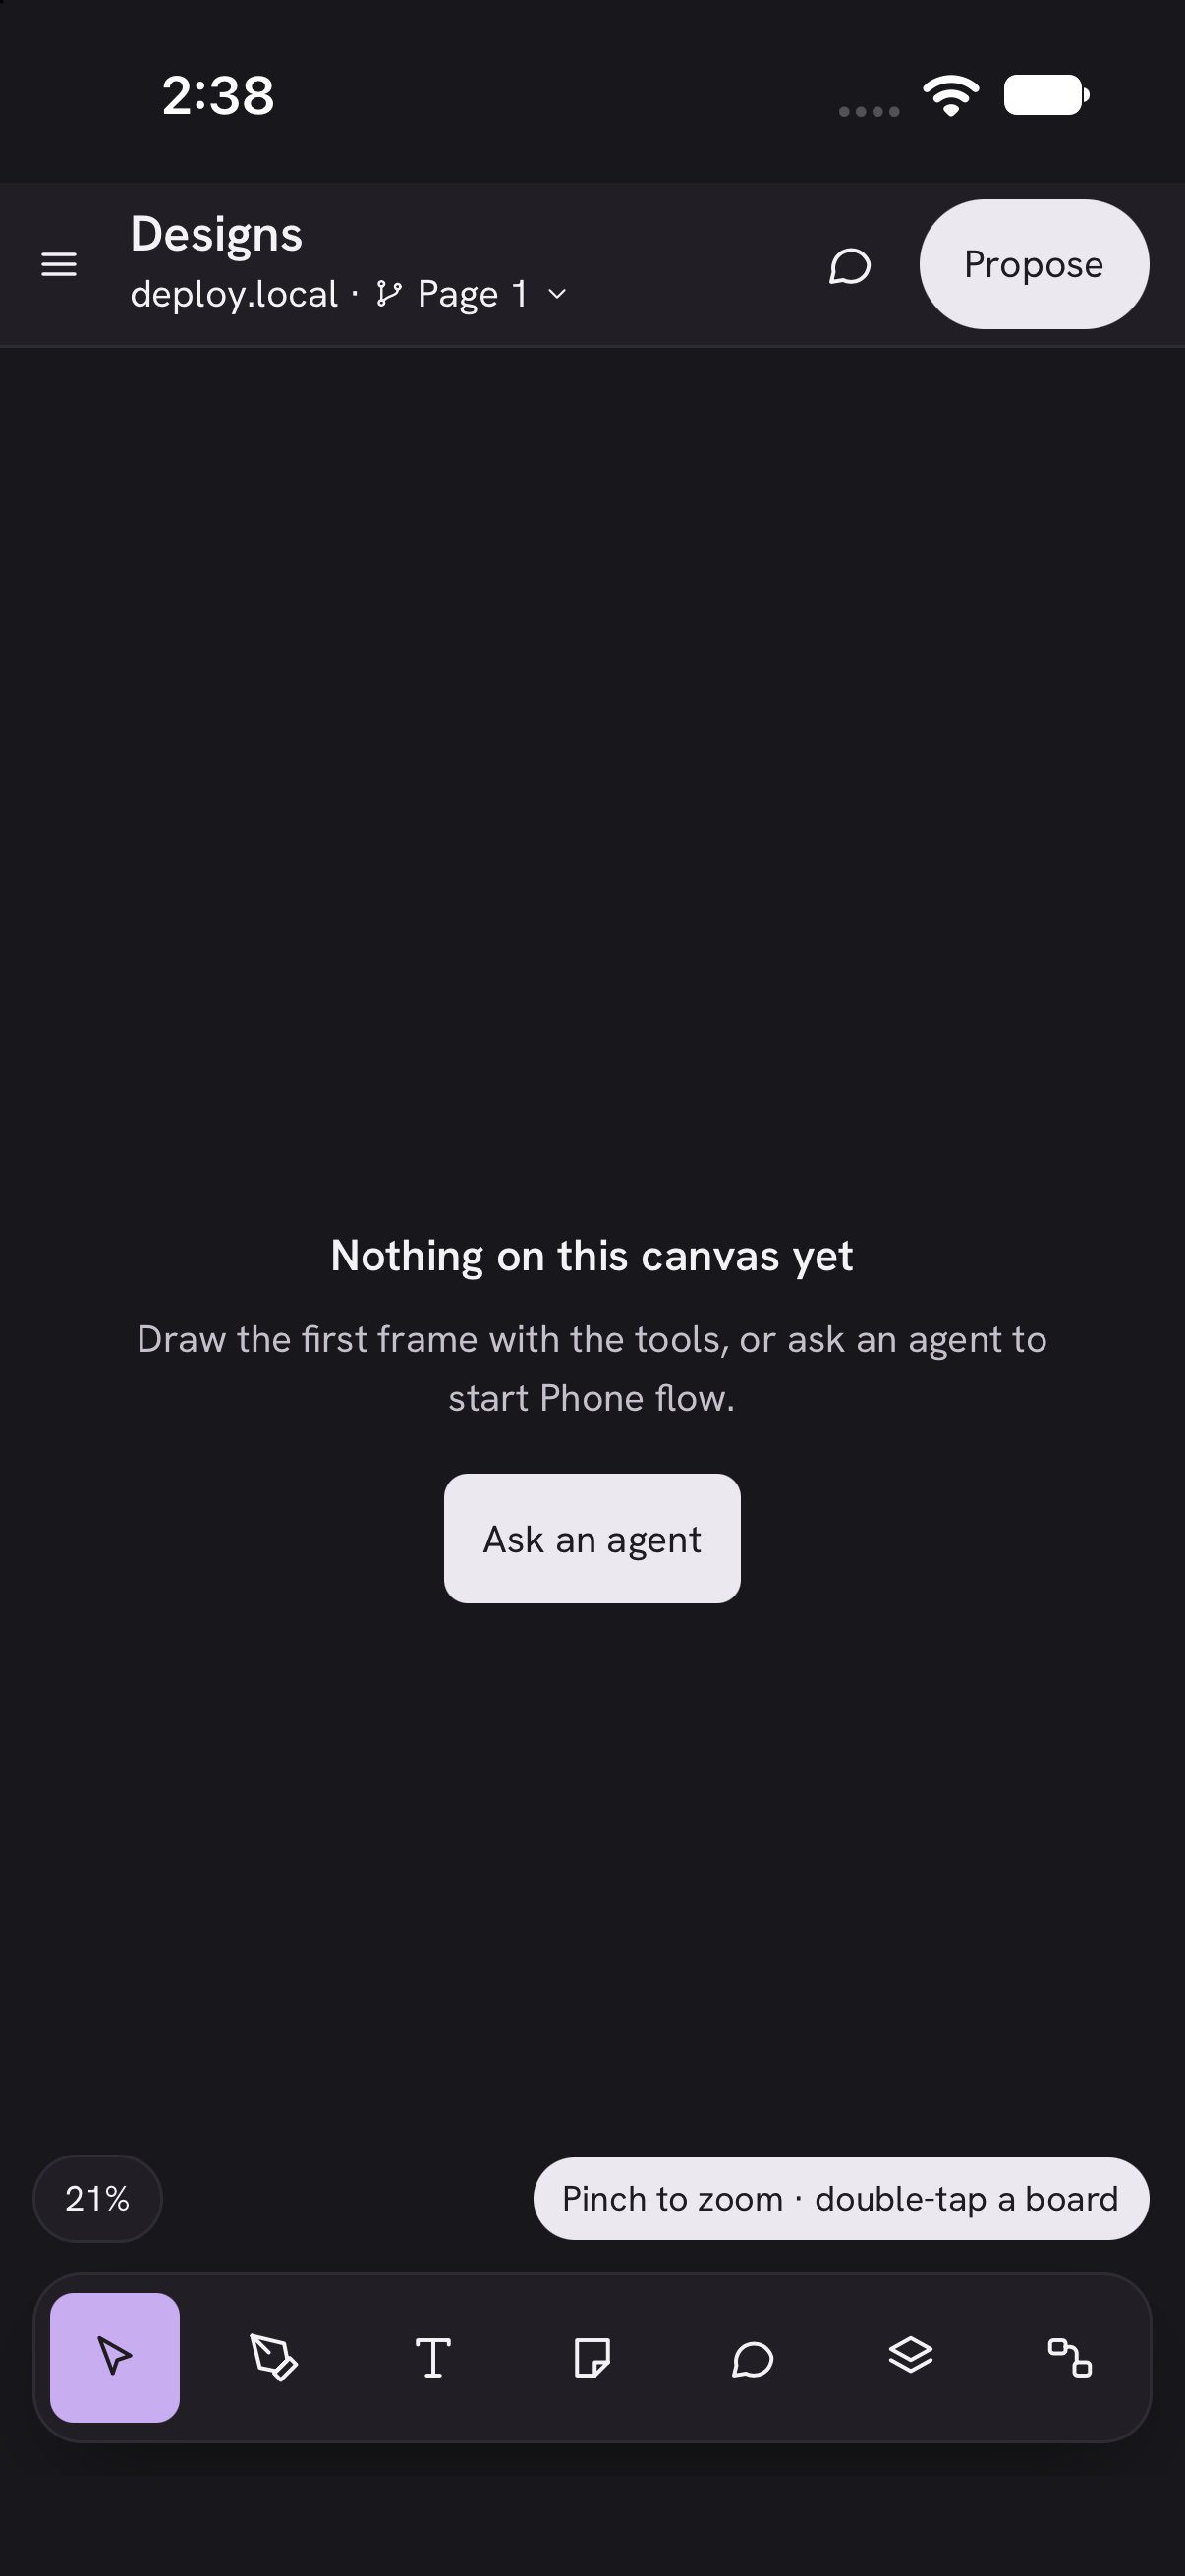 2:38
Designs
deploy.local · Page 1
Propose
Nothing on this canvas yet
Draw the first frame with the tools, or ask an agent to
start Phone flow.
Ask an agent
21%
Pinch to zoom · double-tap a board